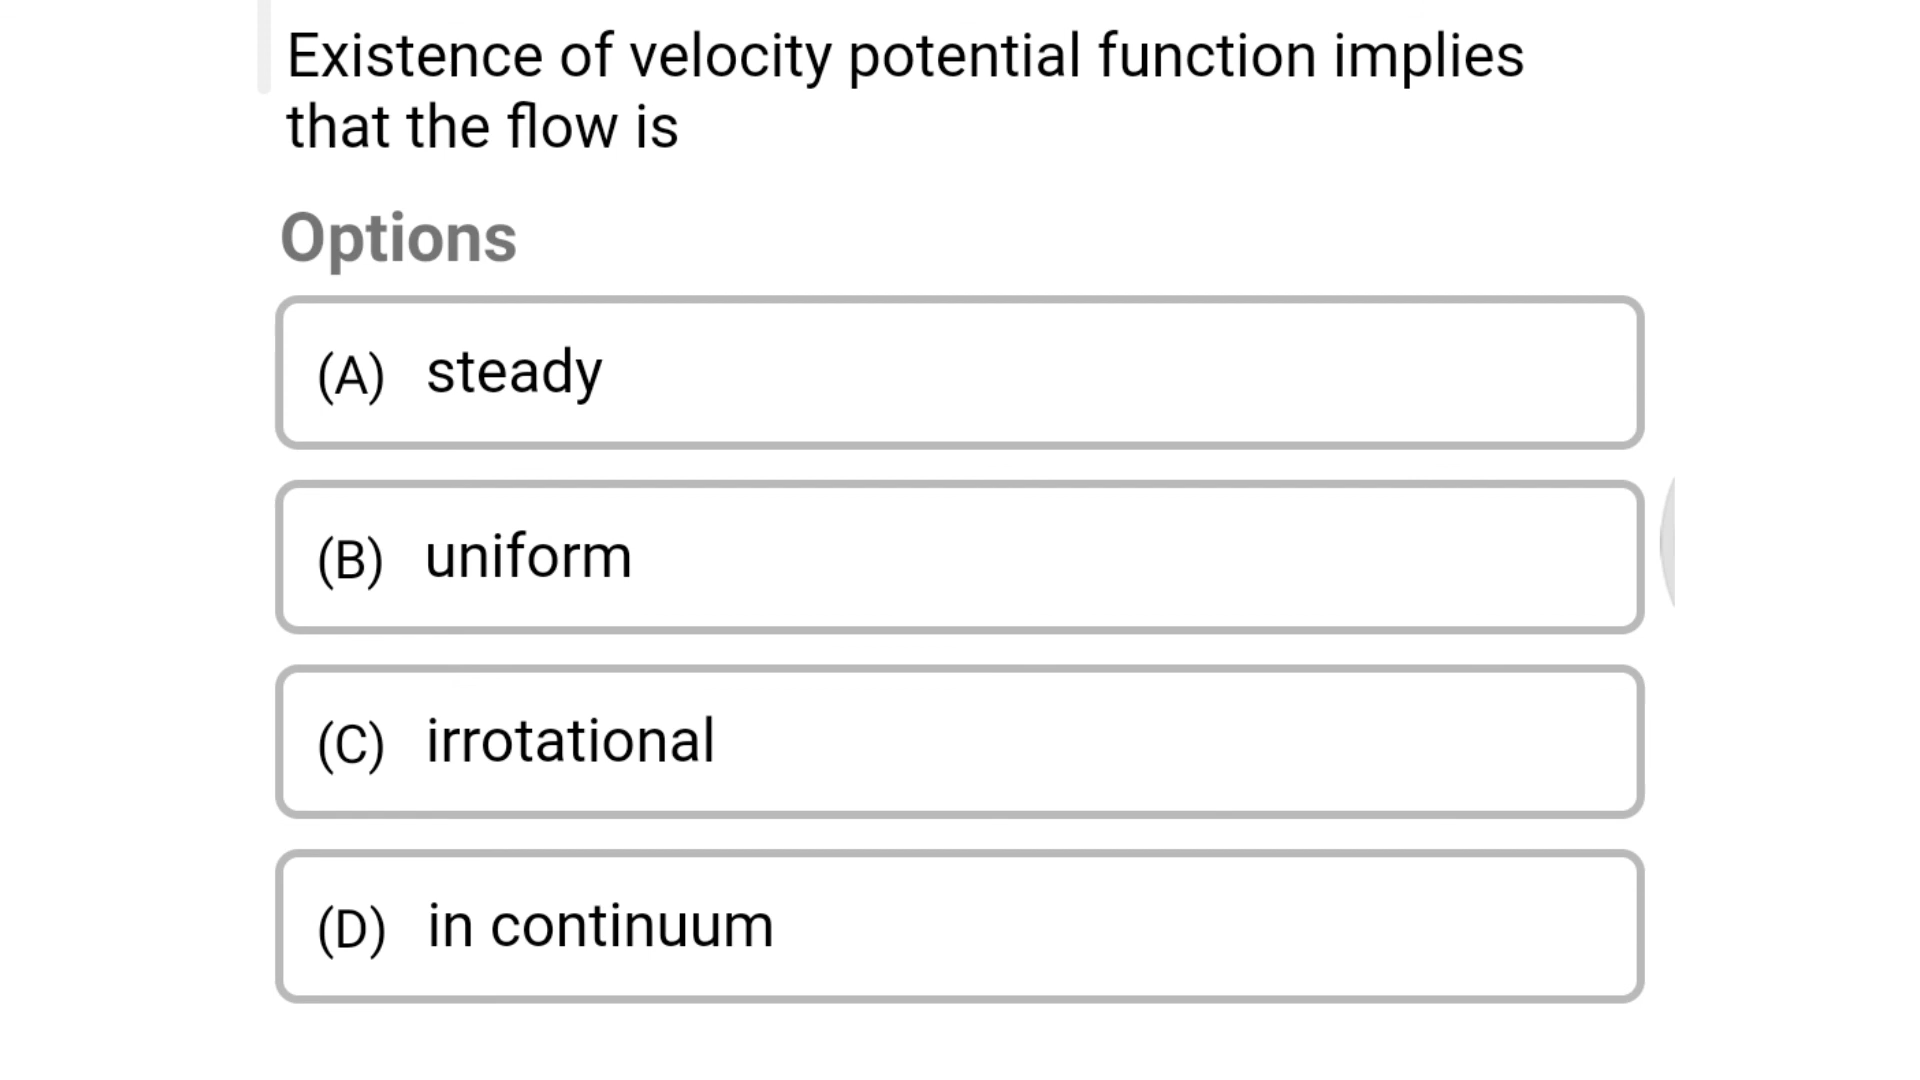 Existence of velocity potential function implies
that the flow is
Options
(A) steady
(B) uniform
(C) irrotational
(D) in continuum